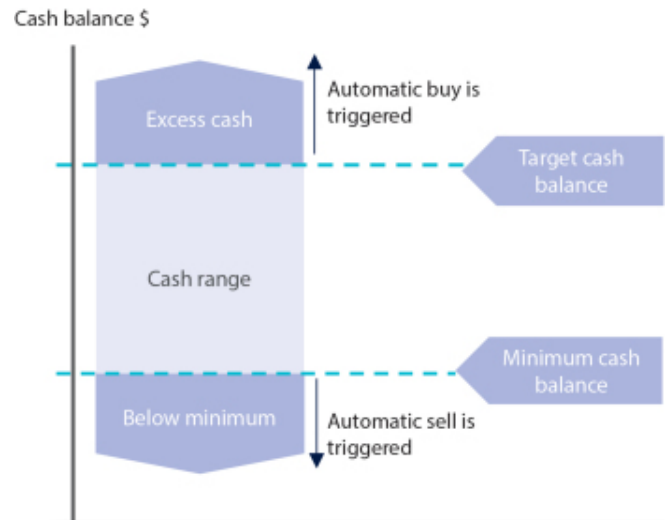 Cash balance $
Automatic buy is
triggered
Excess cash
Target cash
balance
Cash range
Minimum cash
balance
Below minimum
Automatic sell is
triggered